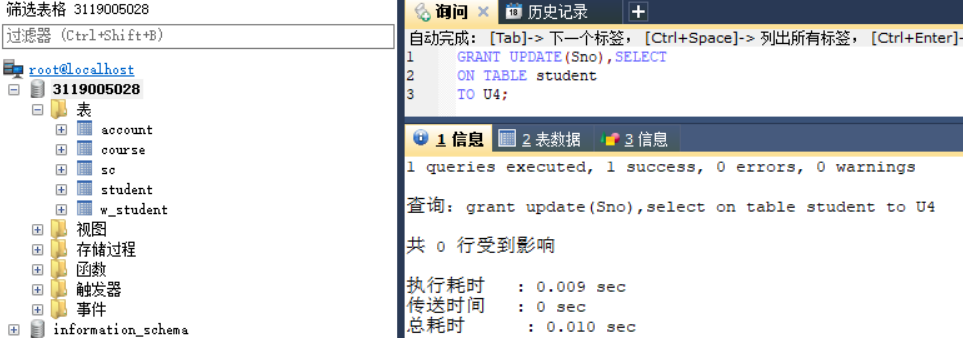 筛选表格 3119005028
过滤器 (Ctrl+Shift+B)
root@localhost
3119005028
表
account
course
sc
student
w_student
视图
存储过程
函数
触发器
事件
information_schema
询问
历史记录
自动完成: [Tab]-> 下一个标签, [Ctrl+Space]-> 列出所有标签, [Ctrl+Enter]-
1 GRANT UPDATE(Sno),SELECT
2 ON TABLE student
3 TO U4;
1 信息 2 表数据 3 信息
1 queries executed, 1 success, 0 errors, 0 warnings
查询: grant update(Sno),select on table student to U4
共 0 行受到影响
执行耗时 : 0.009 sec
传送时间 : 0 sec
总耗时 : 0.010 sec